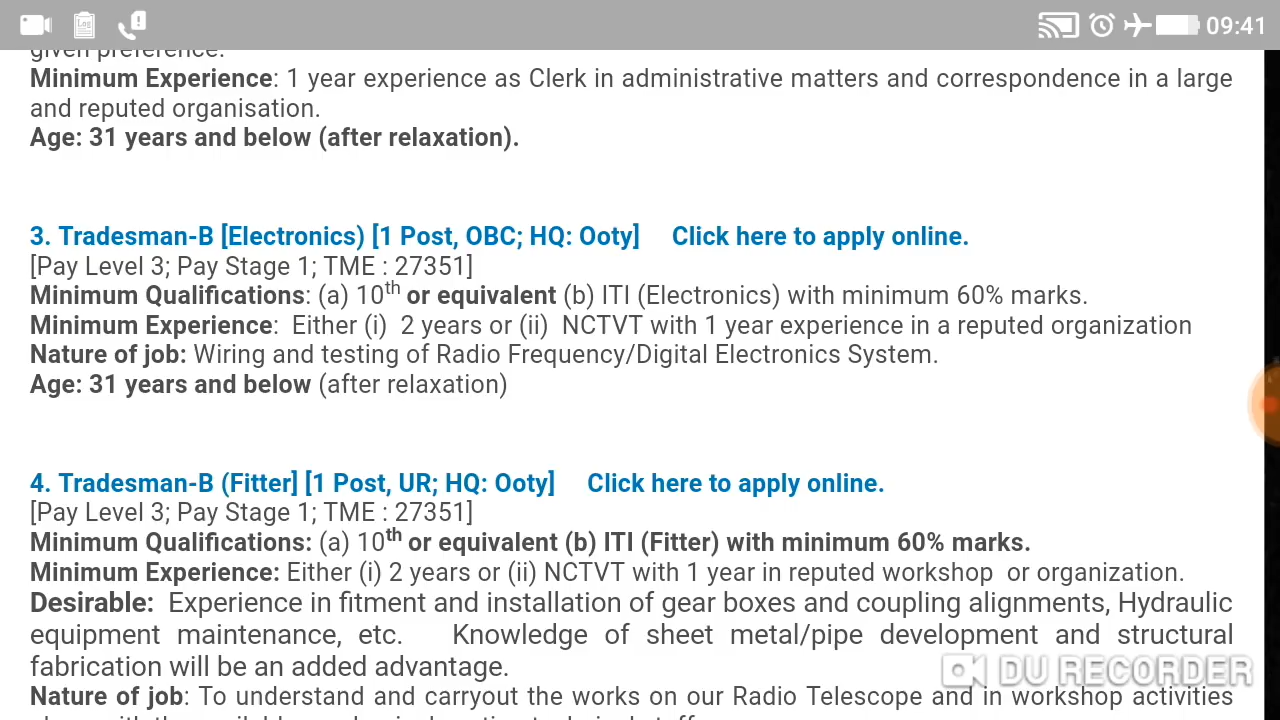 09:41
given preference.
Minimum Experience: 1 year experience as Clerk in administrative matters and correspondence in a large
and reputed organisation.
Age: 31 years and below (after relaxation).
3. Tradesman-B [Electronics) [1 Post, OBC; HQ: Ooty] Click here to apply online.
[Pay Level 3; Pay Stage 1; TME : 27351]
Minimum Qualifications: (a) 10th or equivalent (b) ITI (Electronics) with minimum 60% marks.
Minimum Experience: Either (i) 2 years or (ii) NCTVT with 1 year experience in a reputed organization
Nature of job: Wiring and testing of Radio Frequency/Digital Electronics System.
Age: 31 years and below (after relaxation)
4. Tradesman-B (Fitter] [1 Post, UR; HQ: Ooty] Click here to apply online.
[Pay Level 3; Pay Stage 1; TME : 27351]
Minimum Qualifications: (a) 10th or equivalent (b) ITI (Fitter) with minimum 60% marks.
Minimum Experience: Either (i) 2 years or (ii) NCTVT with 1 year in reputed workshop or organization.
Desirable: Experience in fitment and installation of gear boxes and coupling alignments, Hydraulic
equipment maintenance, etc. Knowledge of sheet metal/pipe development and structural
fabrication will be an added advantage.
DU RECORDER
Nature of job: To understand and carryout the works on our Radio Telescope and in workshop activities